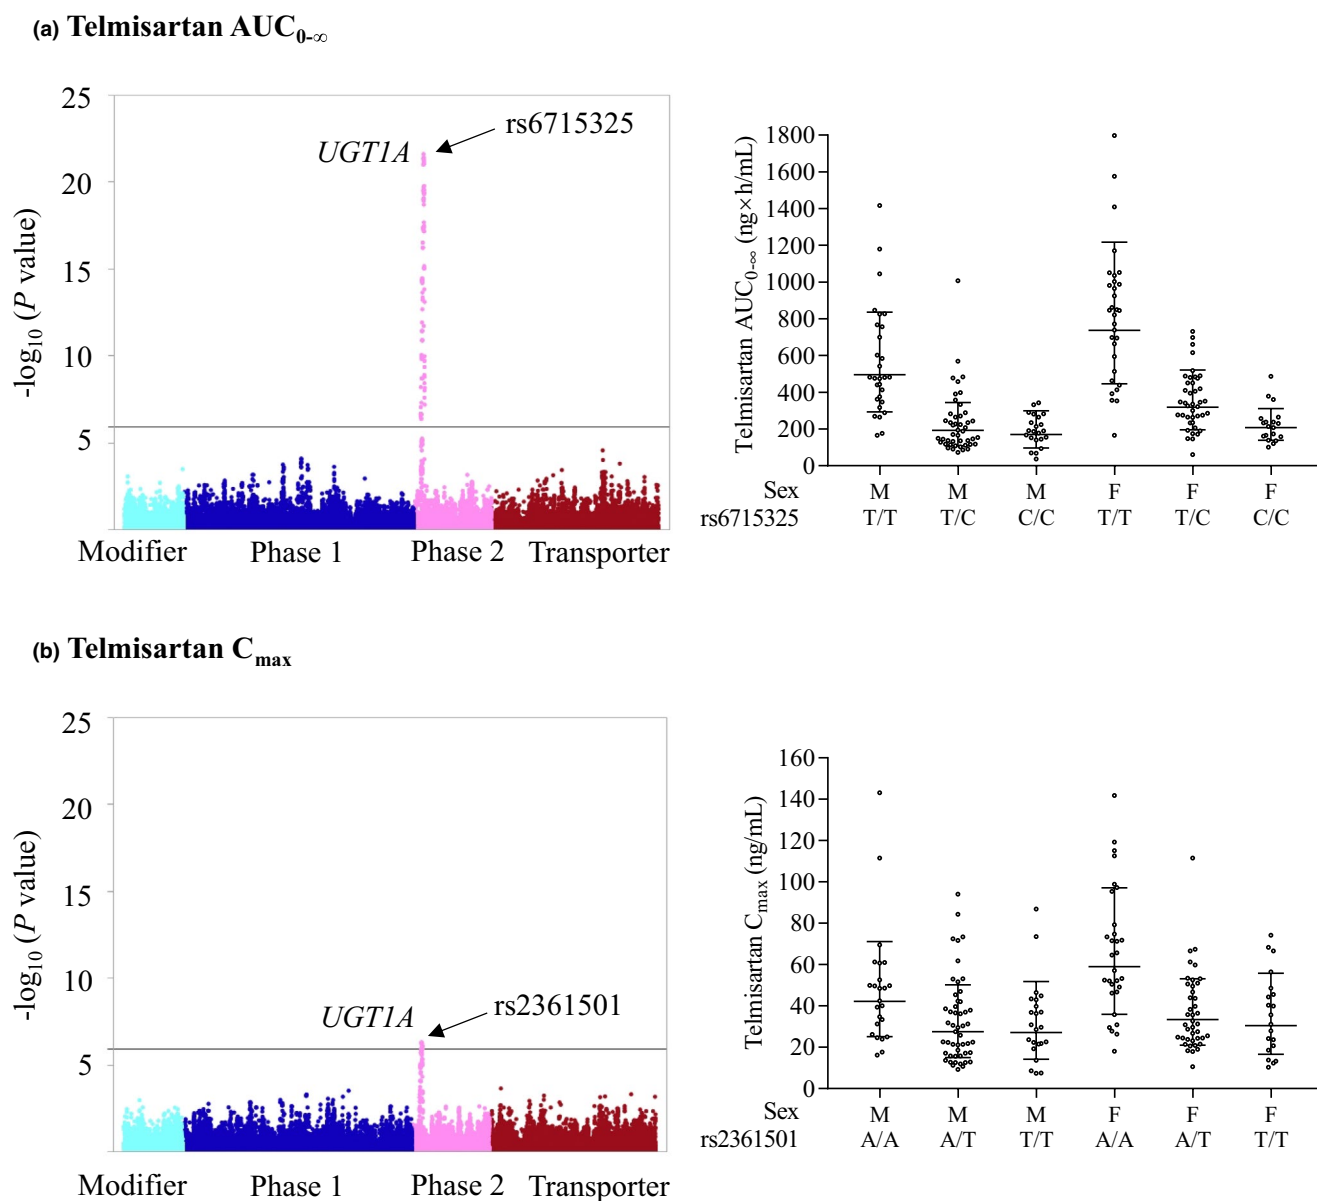 (a) Telmisartan AUC0-∞
25
20
15
10
5
-log10 (P value)
UGT1A
rs6715325
Modifier Phase 1 Phase 2 Transporter
Telmisartan AUC0-∞ (ng×h/mL)
1800
1600
1400
1200
1000
800
600
400
200
0
Sex M M M F F F
rs6715325 T/T T/C C/C T/T T/C C/C
(b) Telmisartan Cmax
25
20
15
10
5
-log10 (P value)
UGT1A
rs2361501
Modifier Phase 1 Phase 2 Transporter
Telmisartan Cmax (ng/mL)
160
140
120
100
80
60
40
20
0
Sex M M M F F F
rs2361501 A/A A/T T/T A/A A/T T/T